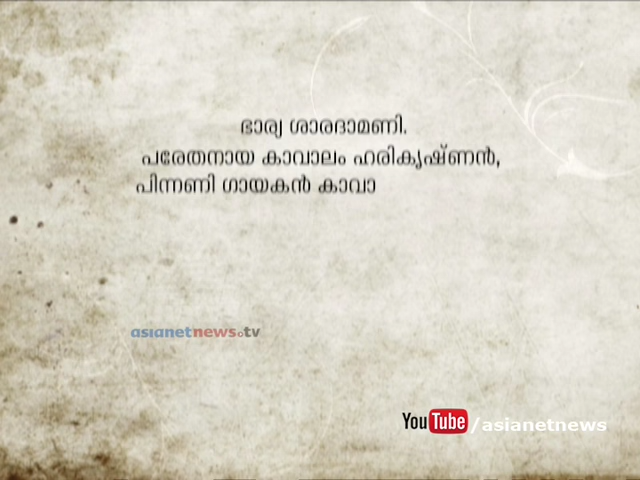 ഭാര്യ ശാരദാമണി.
പരേതനായ കാവാലം ഹരികൃഷ്ണൻ,
പിന്നണി ഗായകൻ കാവാ
asianetnews.tv
YouTube/asianetnews